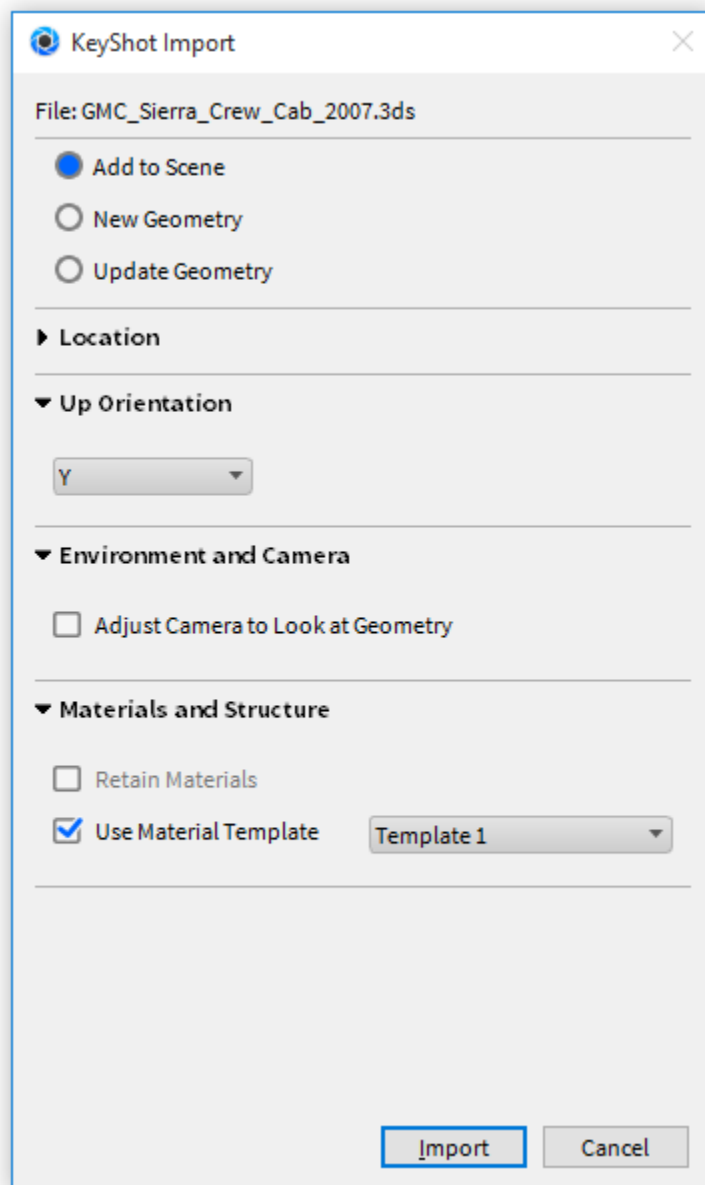 KeyShot Import
File: GMC_Sierra_Crew_Cab_2007.3ds
Add to Scene
New Geometry
Update Geometry
Location
Up Orientation
Y
Environment and Camera
Adjust Camera to Look at Geometry
Materials and Structure
Retain Materials
Use Material Template Template 1
Import Cancel